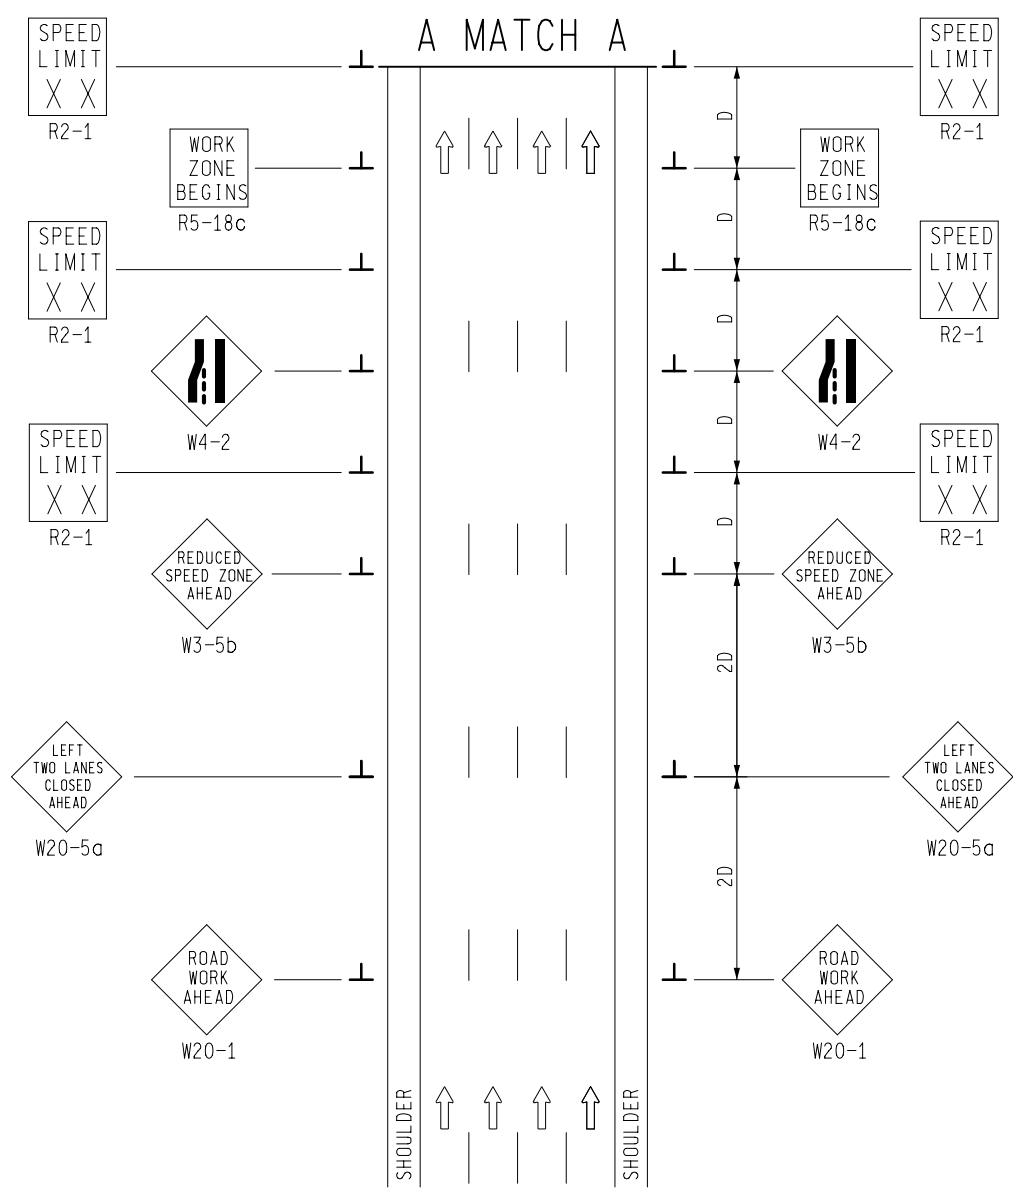 A MATCH A
SPEED
LIMIT
X X
R2-1
SPEED
LIMIT
X X
R2-1
D
WORK
ZONE
BEGINS
R5-18c
WORK
ZONE
BEGINS
R5-18c
D
SPEED
LIMIT
X X
R2-1
SPEED
LIMIT
X X
R2-1
D
W4-2
W4-2
D
SPEED
LIMIT
X X
R2-1
SPEED
LIMIT
X X
R2-1
D
REDUCED
SPEED ZONE
AHEAD
W3-5b
REDUCED
SPEED ZONE
AHEAD
W3-5b
2D
LEFT
TWO LANES
CLOSED
AHEAD
W20-5a
LEFT
TWO LANES
CLOSED
AHEAD
W20-5a
2D
ROAD
WORK
AHEAD
W20-1
ROAD
WORK
AHEAD
W20-1
SHOULDER
SHOULDER